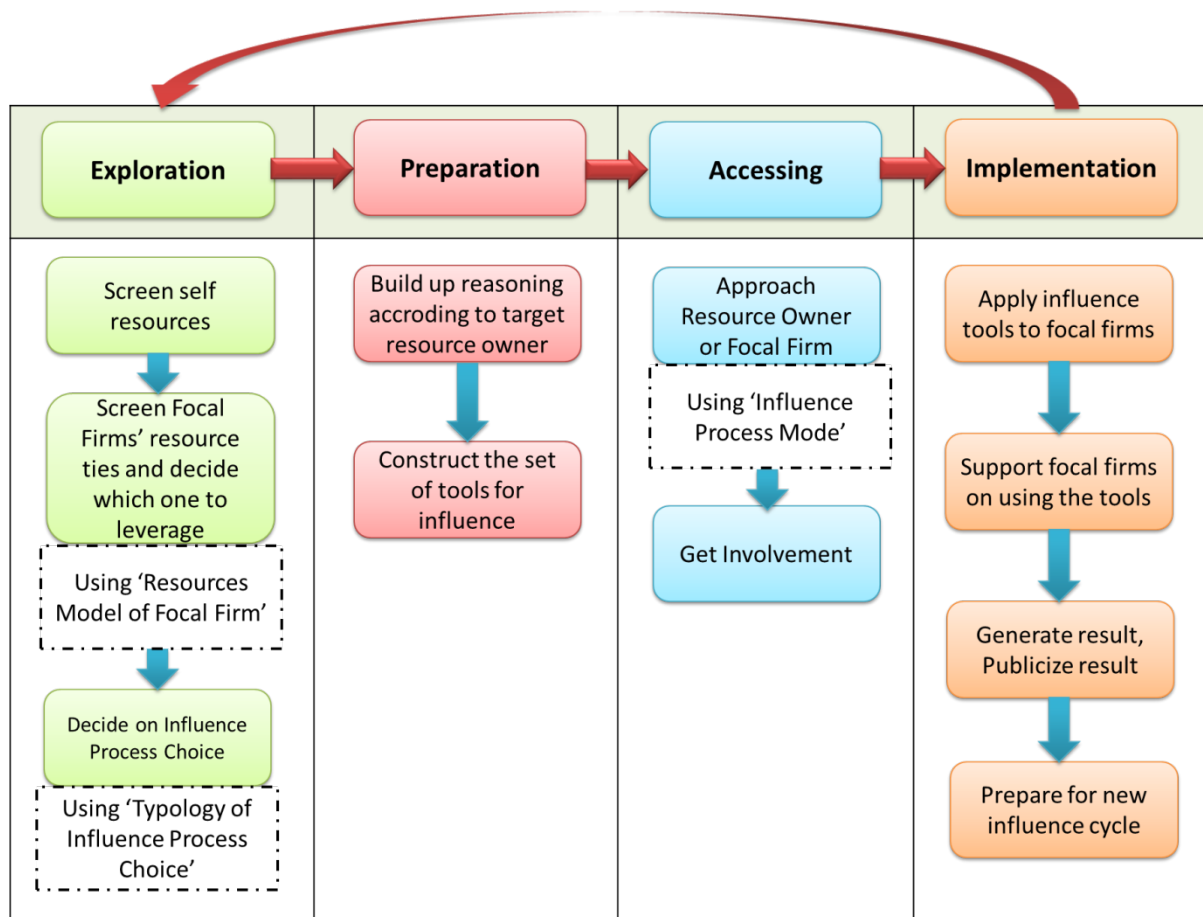 Exploration
Preparation
Accessing
Implementation
Screen self
resources
Screen Focal
Firms’ resource
ties and decide
which one to
leverage
Using ‘Resources
Model of Focal Firm’
Decide on Influence
Process Choice
Using ‘Typology of
Influence Process
Choice’
Build up reasoning
accroding to target
resource owner
Construct the set
of tools for
influence
Approach
Resource Owner
or Focal Firm
Using ‘Influence
Process Mode’
Get Involvement
Apply influence
tools to focal firms
Support focal firms
on using the tools
Generate result,
Publicize result
Prepare for new
influence cycle